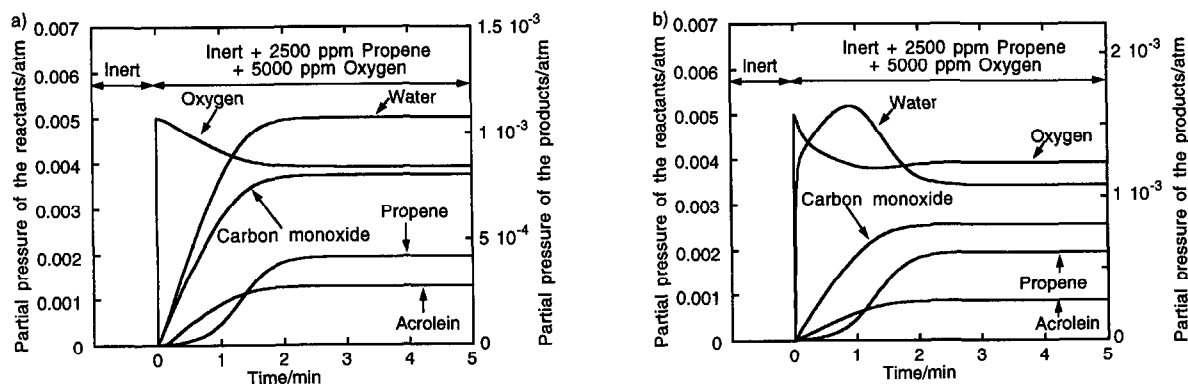 a)
Partial pressure of the reactants/atm
0.007
0.006
0.005
0.004
0.003
0.002
0.001
0
Inert + 2500 ppm Propene
+ 5000 ppm Oxygen
Inert
Oxygen
Water
Propene
Carbon monoxide
Acrolein
0 1 2 3 4 5
Time/min
1.5
10⁻³
1 10⁻³
5 10⁻⁴
0
Partial pressure of the products/atm
b)
Partial pressure of the reactants/atm
0.007
0.006
0.005
0.004
0.003
0.002
0.001
0
Inert + 2500 ppm Propene
+ 5000 ppm Oxygen
Inert
Water
Oxygen
Carbon monoxide
Propene
Acrolein
0 1 2 3 4 5
Time/min
2 10⁻³
1 10⁻³
0
Partial pressure of the products/atm